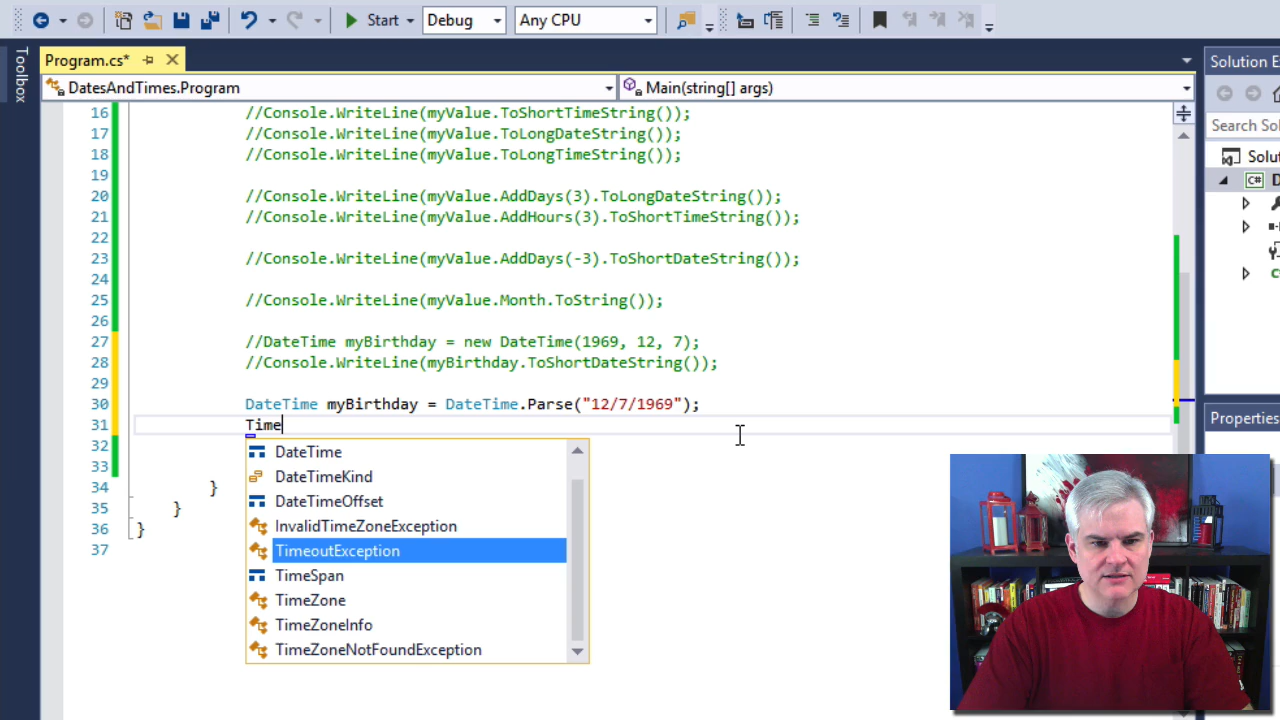 Start Debug Any CPU
Toolbox
Program.cs*
Solution E
DatesAndTimes.Program
Main(string[] args)
Search Sol
Solu
C# D
16 //Console.WriteLine(myValue.ToShortTimeString());
17 //Console.WriteLine(myValue.ToLongDateString());
18 //Console.WriteLine(myValue.ToLongTimeString());
19
20 //Console.WriteLine(myValue.AddDays(3).ToLongDateString());
21 //Console.WriteLine(myValue.AddHours(3).ToShortTimeString());
22
23 //Console.WriteLine(myValue.AddDays(-3).ToShortDateString());
24
25 //Console.WriteLine(myValue.Month.ToString());
26
27 //DateTime myBirthday = new DateTime(1969, 12, 7);
28 //Console.WriteLine(myBirthday.ToShortDateString());
29
30 DateTime myBirthday = DateTime.Parse("12/7/1969");
31 Time
32
33
34 }
35 }
36 }
37
DateTime
DateTimeKind
DateTimeOffset
InvalidTimeZoneException
TimeoutException
TimeSpan
TimeZone
TimeZoneInfo
TimeZoneNotFoundException
Properties